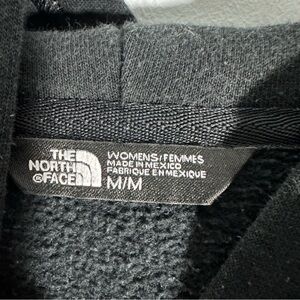 THE
NORTH
®FACE
WOMENS/FEMMES
MADE IN MEXICO
FABRIQUE EN MEXIQUE
M/M